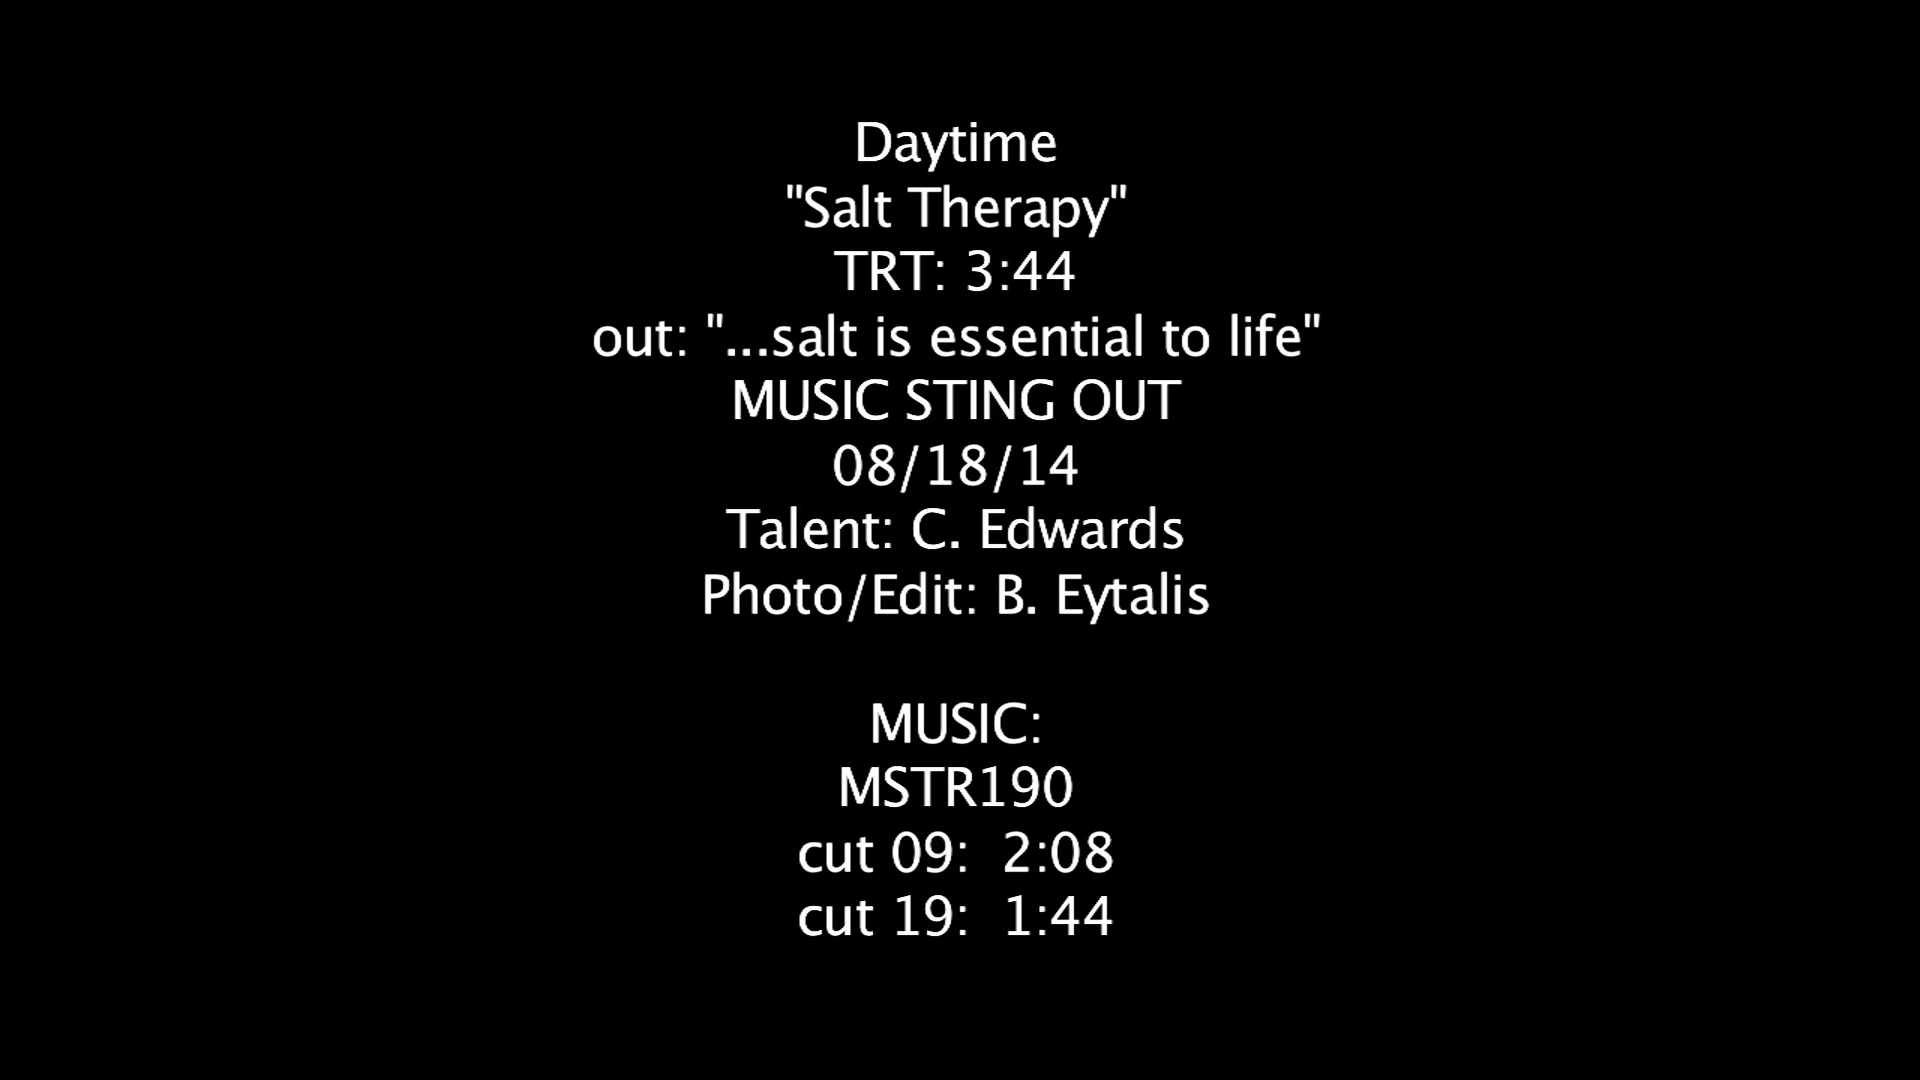 Daytime
"Salt Therapy"
TRT: 3:44
out: "...salt is essential to life"
MUSIC STING OUT
08/18/14
Talent: C. Edwards
Photo/Edit: B. Eytalis
MUSIC:
MSTR190
cut 09:  2:08
cut 19:  1:44